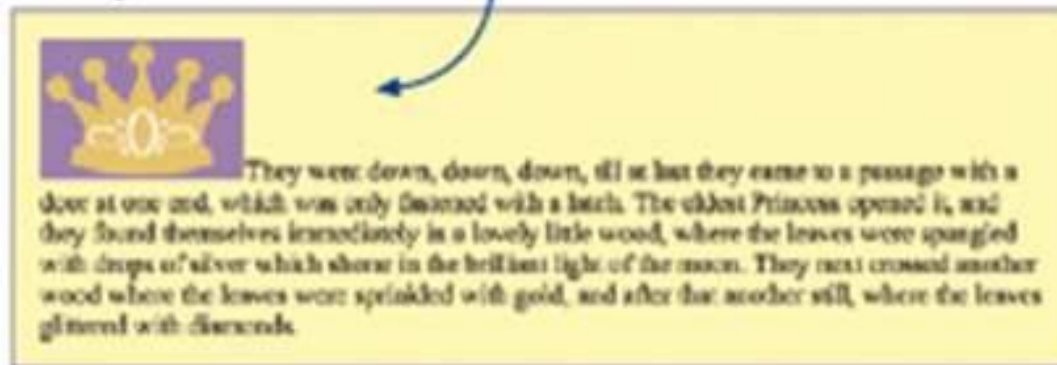 They went down, down, down, till at last they came to a passage with a
door at one end, which was only fastened with a latch. The eldest Princess opened it, and
they found themselves immediately in a lovely little wood, where the leaves were spangled
with drops of silver which shone in the brilliant light of the moon. They next crossed another
wood where the leaves were sprinkled with gold, and after that another still, where the leaves
glittered with diamonds.